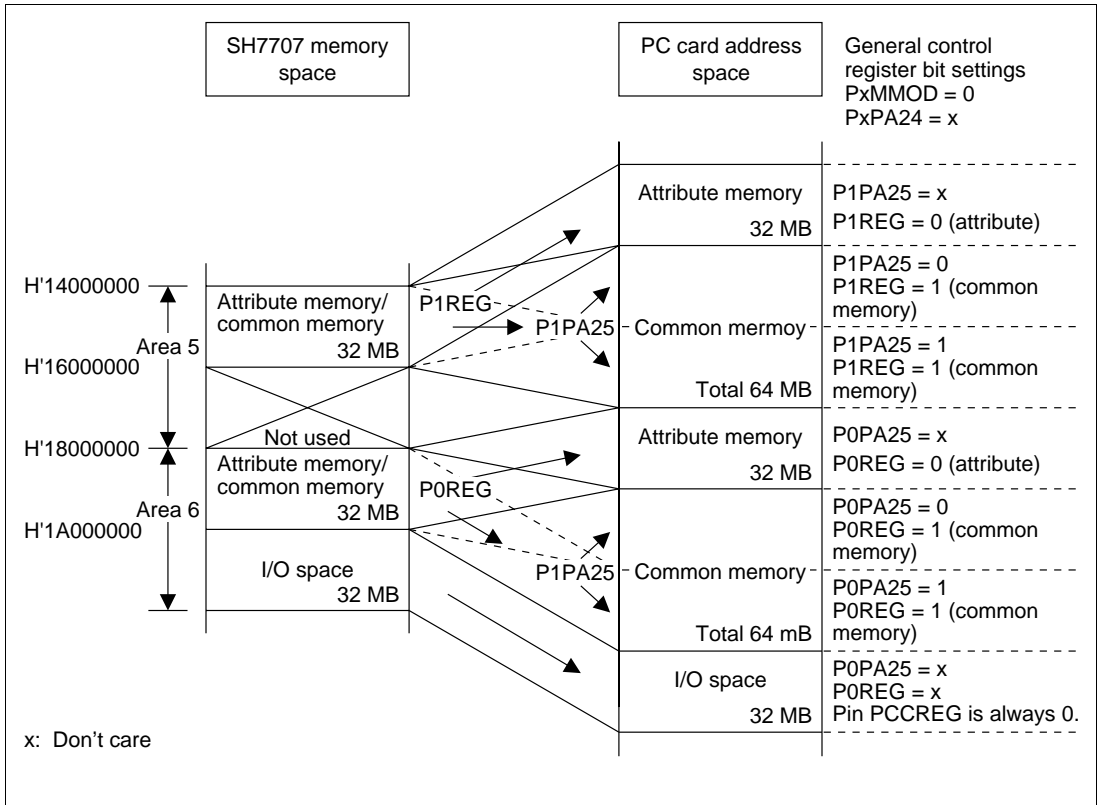 SH7707 memory
space
PC card address
space
General control
register bit settings
PxMMOD = 0
PxPA24 = x
Attribute memory
32 MB
P1PA25 = x
P1REG = 0 (attribute)
H'14000000
Attribute memory/
common memory
32 MB
Area 5
H'16000000
P1REG
P1PA25
Common mermoy
Total 64 MB
P1PA25 = 0
P1REG = 1 (common
memory)
P1PA25 = 1
P1REG = 1 (common
memory)
Not used
H'18000000
Attribute memory/
common memory
32 MB
Area 6
H'1A000000
P0REG
Attribute memory
32 MB
P0PA25 = x
P0REG = 0 (attribute)
I/O space
32 MB
P1PA25
Common memory
Total 64 mB
P0PA25 = 0
P0REG = 1 (common
memory)
P0PA25 = 1
P0REG = 1 (common
memory)
I/O space
32 MB
P0PA25 = x
P0REG = x
Pin PCCREG is always 0.
x: Don't care